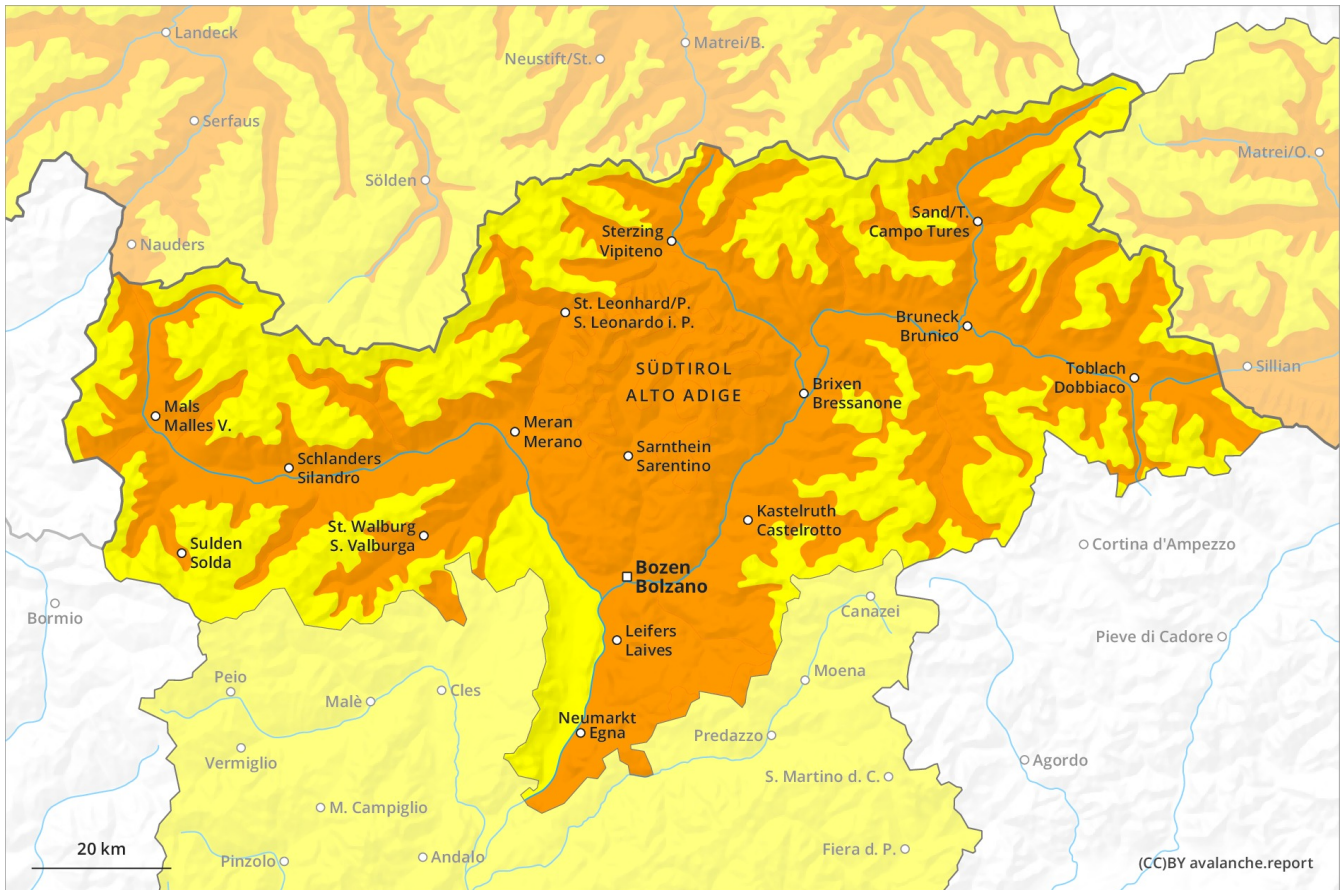 Landeck
Matrei/B.
Neustift/St.
Serfaus
Matrei/O.
Sölden
Sand/T.
Campo Tures
Sterzing
Vipiteno
Nauders
St. Leonhard/P.
S. Leonardo i. P.
Bruneck
Brunico
SÜDTIROL
ALTO ADIGE
Toblach
Dobbiaco
Sillian
Brixen
Bressanone
Mals
Malles V.
Meran
Merano
Sarnthein
Sarentino
Schlanders
Silandro
Kastelruth
Castelrotto
St. Walburg
S. Valburga
Sulden
Solda
Cortina d'Ampezzo
Bozen
Bolzano
Bormio
Canazei
Leifers
Laives
Pieve di Cadore
Moena
Peio
Malè
Cles
Neumarkt
Egna
Predazzo
Vermiglio
Agordo
S. Martino d. C.
M. Campiglio
20 km
Pinzolo
Andalo
Fiera d. P.
(CC)BY avalanche.report